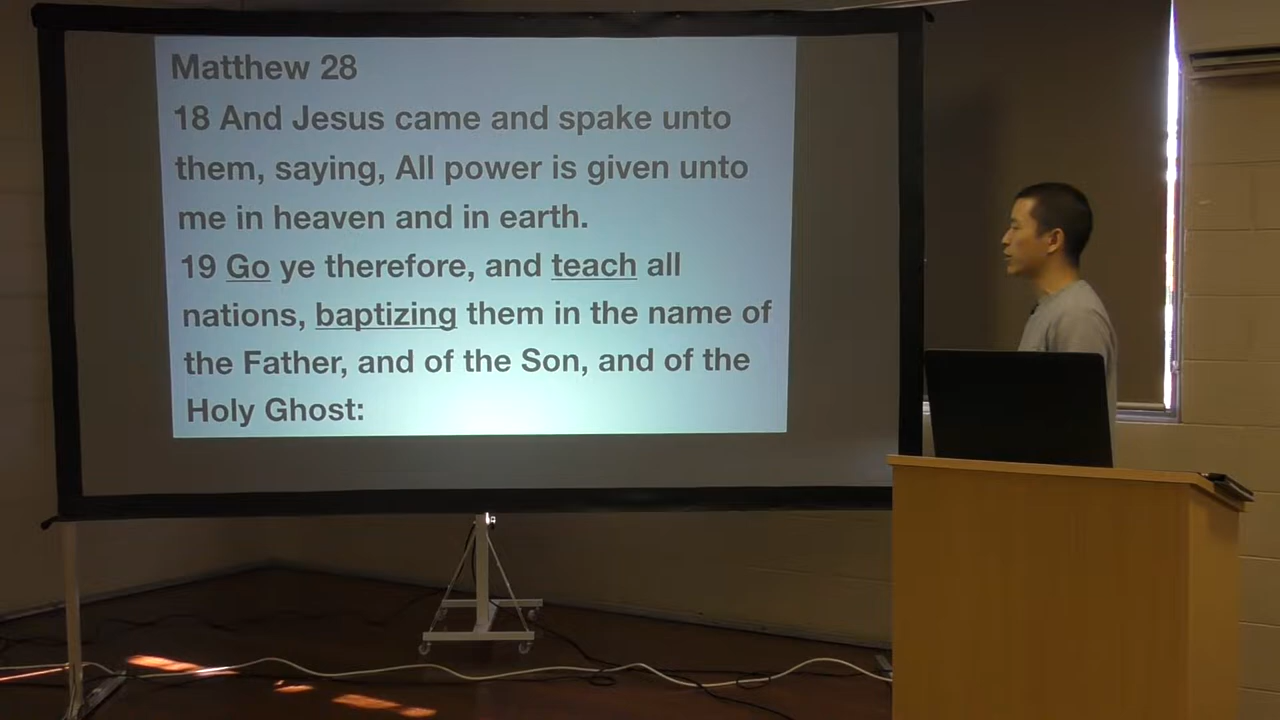 Matthew 28
18 And Jesus came and spake unto
them, saying, All power is given unto
me in heaven and in earth.
19 Go ye therefore, and teach all
nations, baptizing them in the name of
the Father, and of the Son, and of the
Holy Ghost: